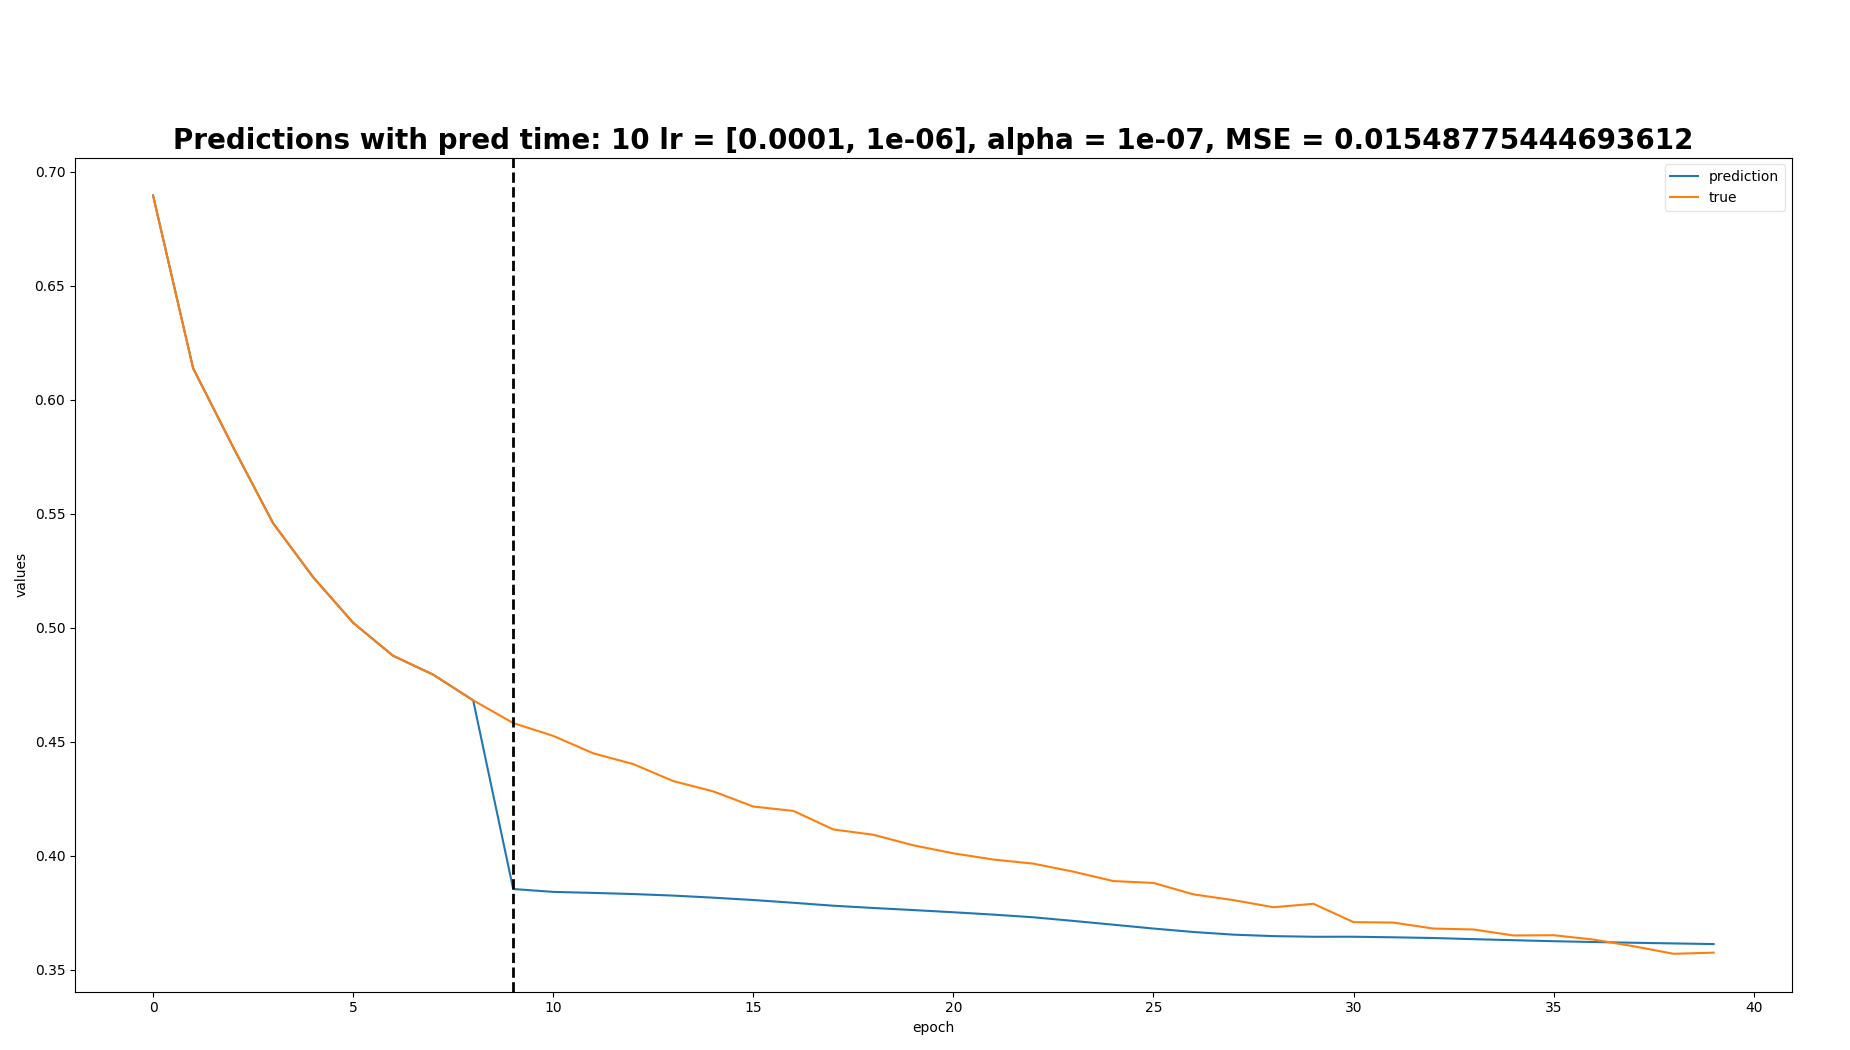 Predictions with pred time: 10 lr = [0.0001, 1e-06], alpha = 1e-07, MSE = 0.01548775444693612
prediction
true
0.70
0.65
0.60
0.55
0.50
0.45
0.40
0.35
values
0 5 10 15 20 25 30 35 40
epoch